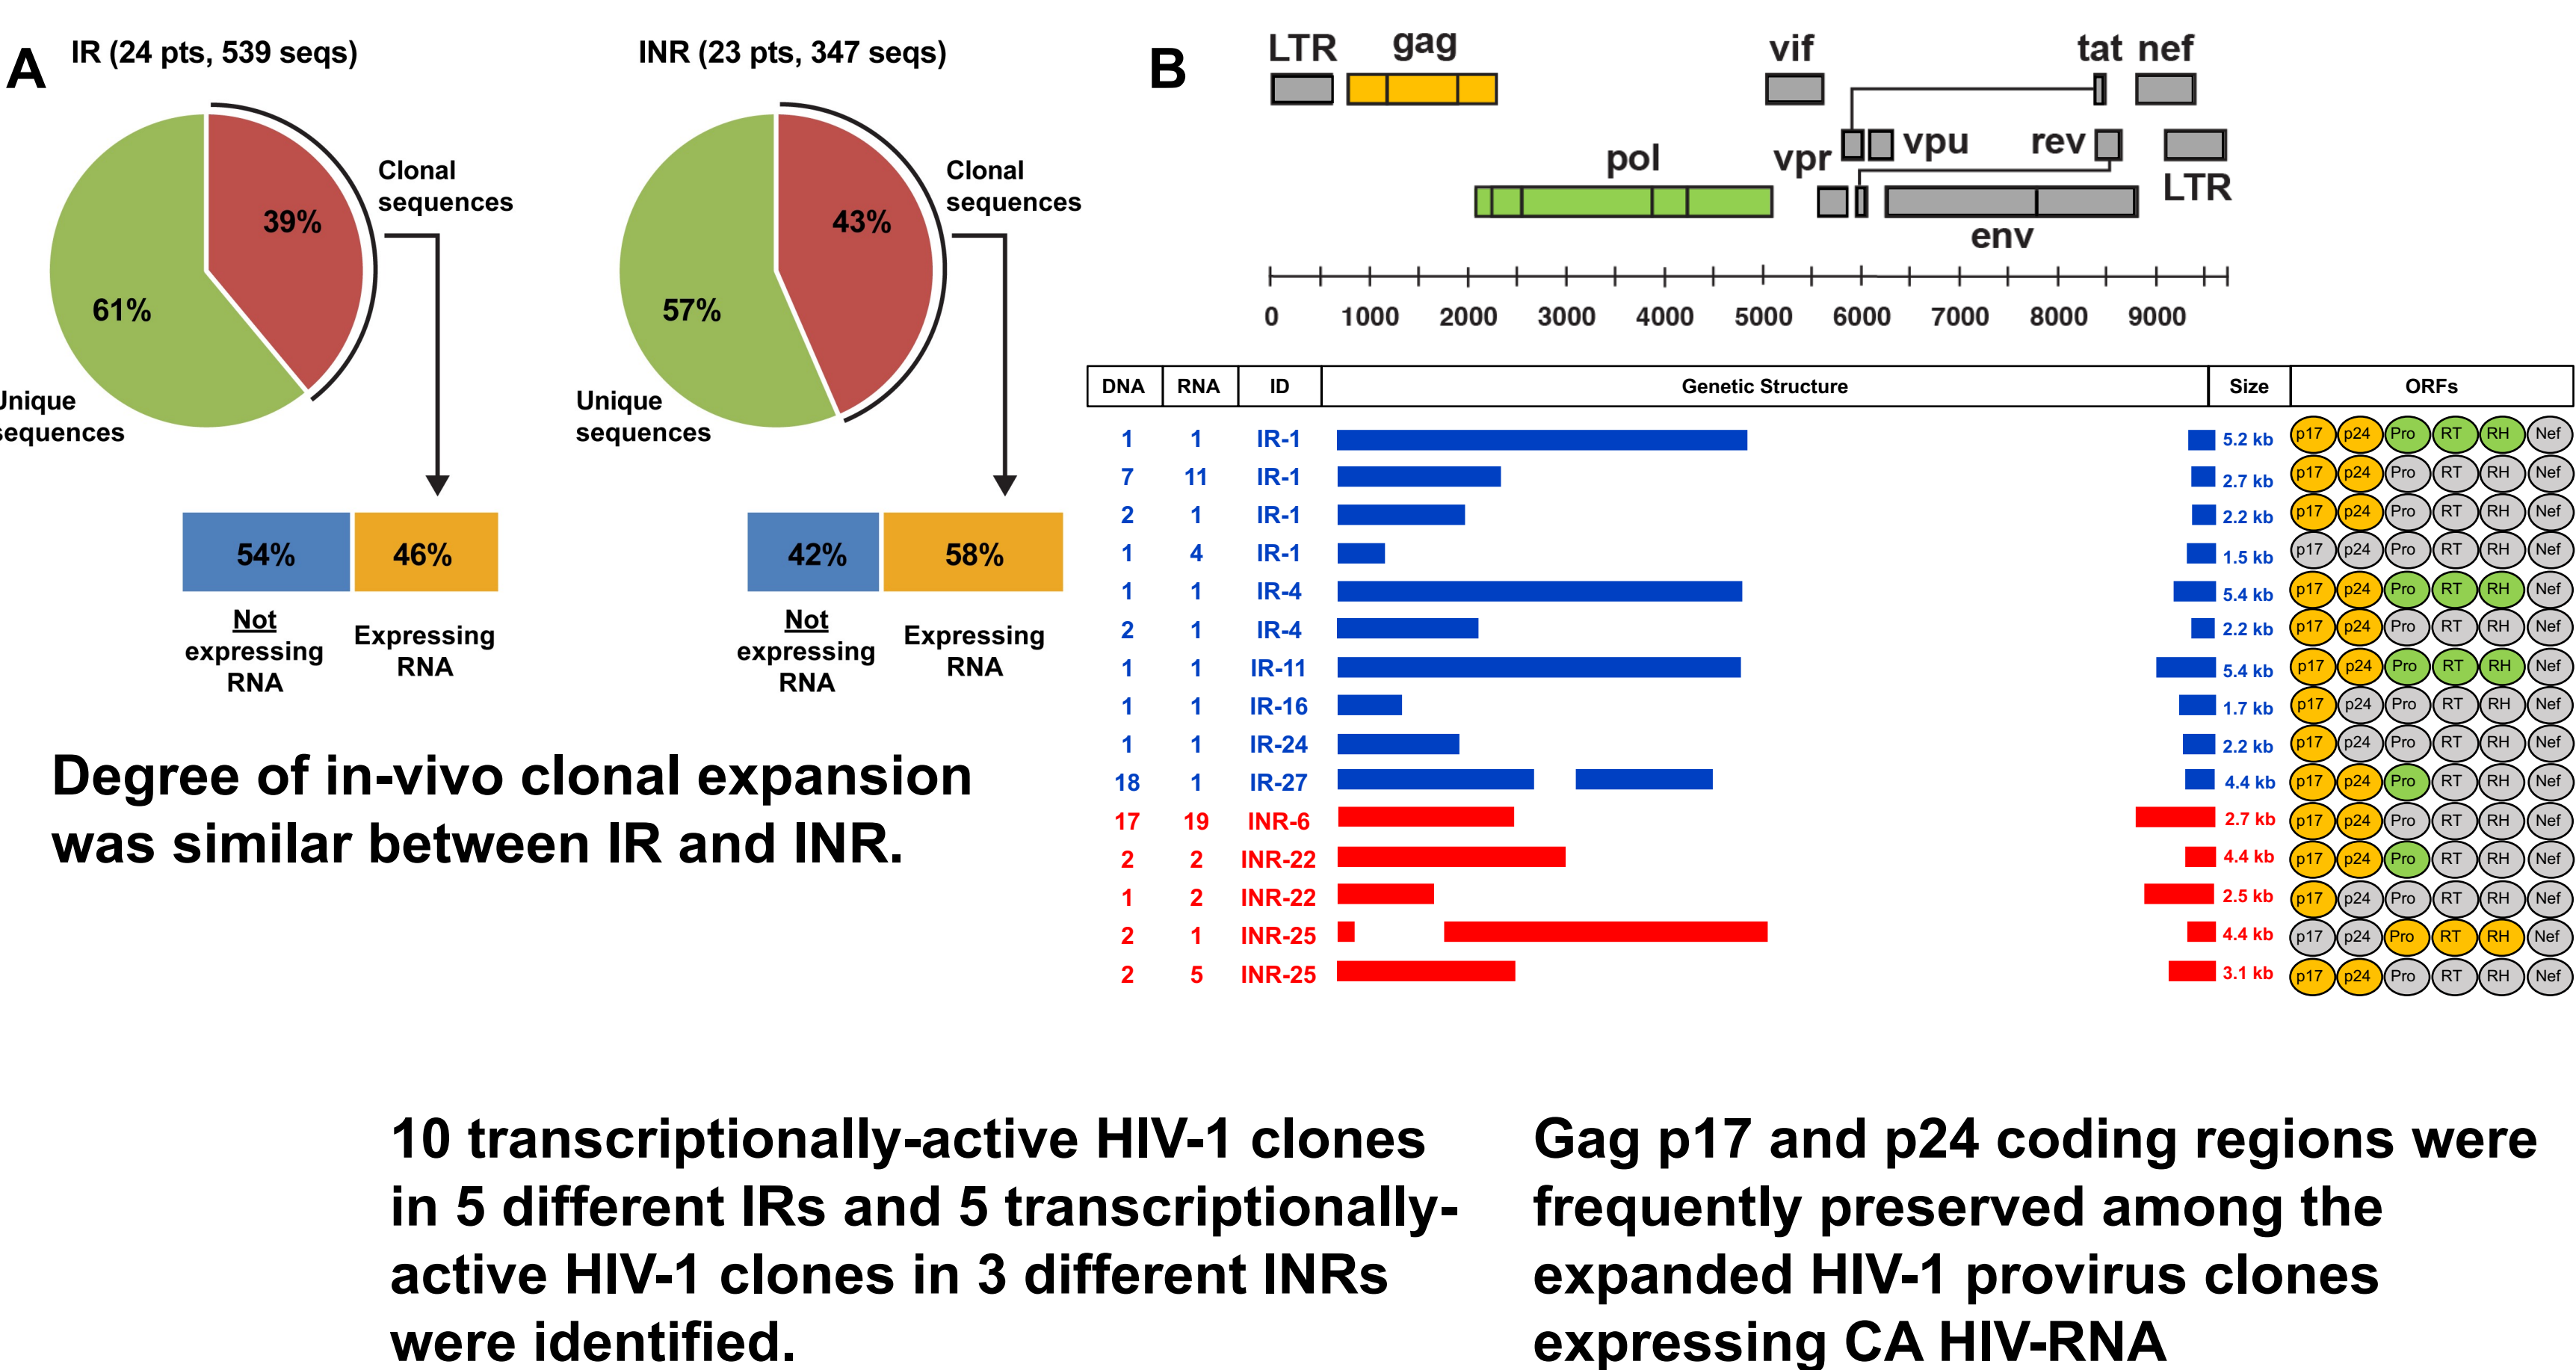 A
IR (24 pts, 539 seqs)
39%
61%
Clonal
sequences
Unique
sequences
54%
46%
Not
expressing
RNA
Expressing
RNA
INR (23 pts, 347 seqs)
43%
57%
Clonal
sequences
Unique
sequences
42%
58%
Not
expressing
RNA
Expressing
RNA
Degree of in-vivo clonal expansion
was similar between IR and INR.
B
LTR gag vif tat nef
pol vpr vpu rev LTR
env
0 1000 2000 3000 4000 5000 6000 7000 8000 9000
DNA RNA ID Genetic Structure Size ORFs
1 1 IR-1 5.2 kb p17 p24 Pro RT RH Nef
7 11 IR-1 2.7 kb p17 p24 Pro RT RH Nef
2 1 IR-1 2.2 kb p17 p24 Pro RT RH Nef
1 4 IR-1 1.5 kb p17 p24 Pro RT RH Nef
1 1 IR-4 5.4 kb p17 p24 Pro RT RH Nef
2 1 IR-4 2.2 kb p17 p24 Pro RT RH Nef
1 1 IR-11 5.4 kb p17 p24 Pro RT RH Nef
1 1 IR-16 1.7 kb p17 p24 Pro RT RH Nef
1 1 IR-24 2.2 kb p17 p24 Pro RT RH Nef
18 1 IR-27 4.4 kb p17 p24 Pro RT RH Nef
17 19 INR-6 2.7 kb p17 p24 Pro RT RH Nef
2 2 INR-22 4.4 kb p17 p24 Pro RT RH Nef
1 2 INR-22 2.5 kb p17 p24 Pro RT RH Nef
2 1 INR-25 4.4 kb p17 p24 Pro RT RH Nef
2 5 INR-25 3.1 kb p17 p24 Pro RT RH Nef
10 transcriptionally-active HIV-1 clones
in 5 different IRs and 5 transcriptionally-
active HIV-1 clones in 3 different INRs
were identified.
Gag p17 and p24 coding regions were
frequently preserved among the
expanded HIV-1 provirus clones
expressing CA HIV-RNA